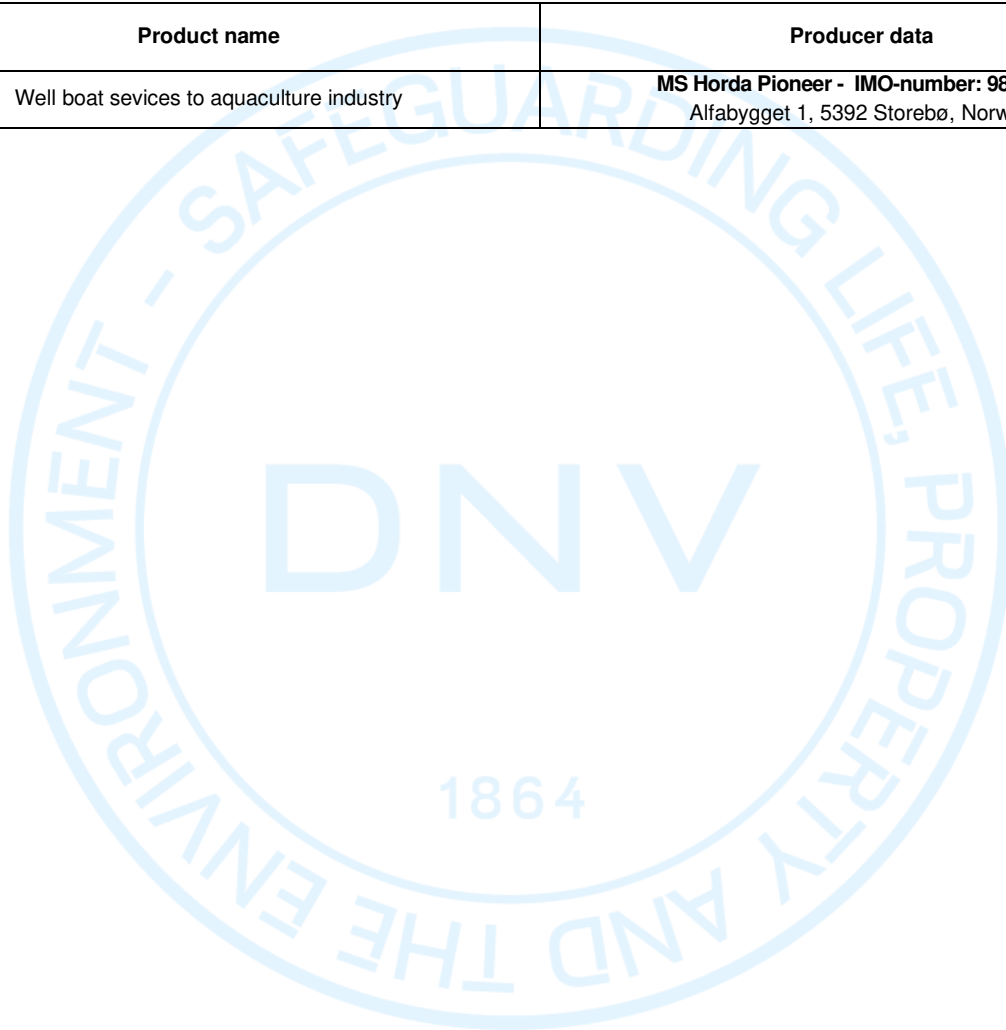 Product name
Producer data
Well boat sevices to aquaculture industry
MS Horda Pioneer - IMO-number: 98
Alfabygget 1, 5392 Storebø, Norw
SAFEGUARDING LIFE, PROPERTY AND THE ENVIRONMENT -
DNV
1864